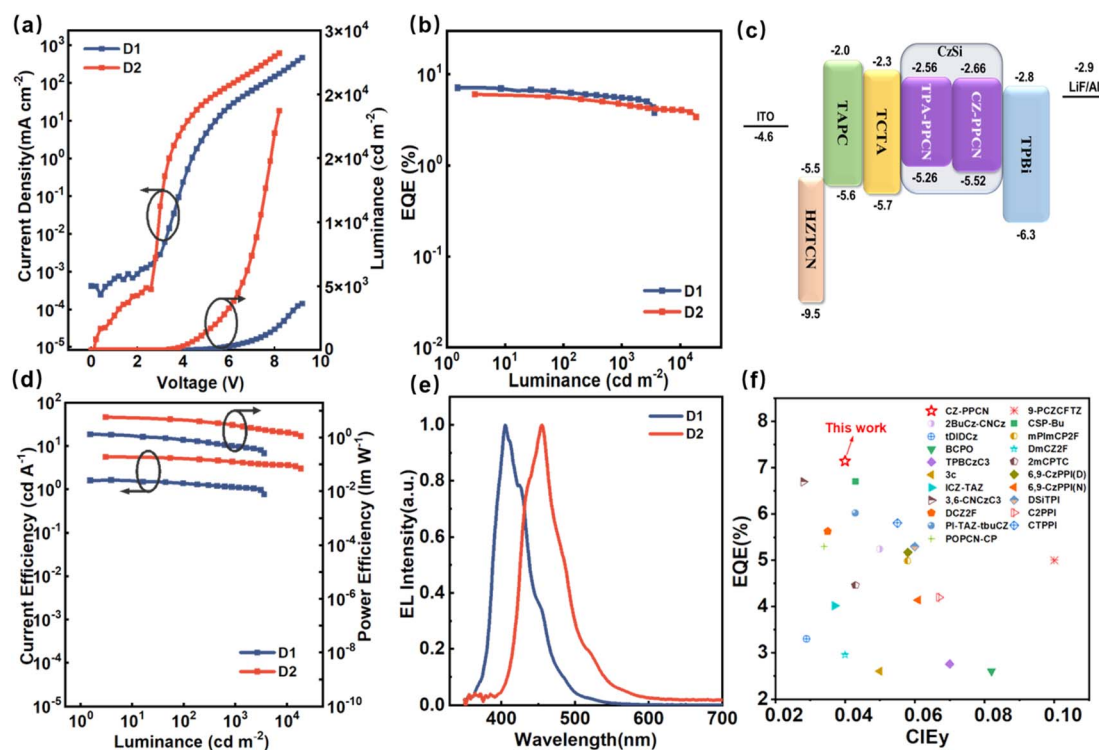 (a)
Current Density(mA cm⁻²)
10³
10²
10¹
10⁰
10⁻¹
10⁻²
10⁻³
10⁻⁴
10⁻⁵
D1
D2
3×10⁴
2×10⁴
2×10⁴
1×10⁴
5×10³
0
Luminance(cd m⁻²)
0 2 4 6 8 10
Voltage (V)
(b)
EQE (%)
10¹
10⁰
10⁻¹
10⁻²
D1
D2
10⁰ 10¹ 10² 10³ 10⁴
Luminance (cd m⁻²)
(c)
CzSi
-2.0
-2.3
-2.56
-2.66
-2.8
-2.9
LiF/Al
ITO
-4.6
TAPC
TCTA
TPA-PPCN
CZ-PPCN
TPBi
-5.5
-5.6
-5.7
-5.26
-5.52
-6.3
HZTCN
-9.5
(d)
Current Efficiency (cd A⁻¹)
10²
10¹
10⁰
10⁻¹
10⁻²
10⁻³
10⁻⁴
10⁻⁵
D1
D2
10⁰
10⁻²
10⁻⁴
10⁻⁶
10⁻⁸
10⁻¹⁰
Power Efficiency (lm W⁻¹)
10⁰ 10¹ 10² 10³ 10⁴
Luminance (cd m⁻²)
(e)
EL Intensity(a.u.)
1.0
0.8
0.6
0.4
0.2
0.0
D1
D2
400 500 600 700
Wavelength(nm)
(f)
EQE(%)
9
8
7
6
5
4
3
2
This work
CZ-PPCN
2BuCz-CNCz
tDIDCz
BCPO
TPBCzC3
3c
ICZ-TAZ
3,6-CNCzC3
DCZ2F
PI-TAZ-tbuCZ
POPCN-CP
9-PCZCFTZ
CSP-Bu
mPImCP2F
DmCZ2F
2mCPTC
6,9-CzPPI(D)
6,9-CzPPI(N)
DSiTPI
C2PPI
CTPPI
0.02 0.04 0.06 0.08 0.10
CIEy